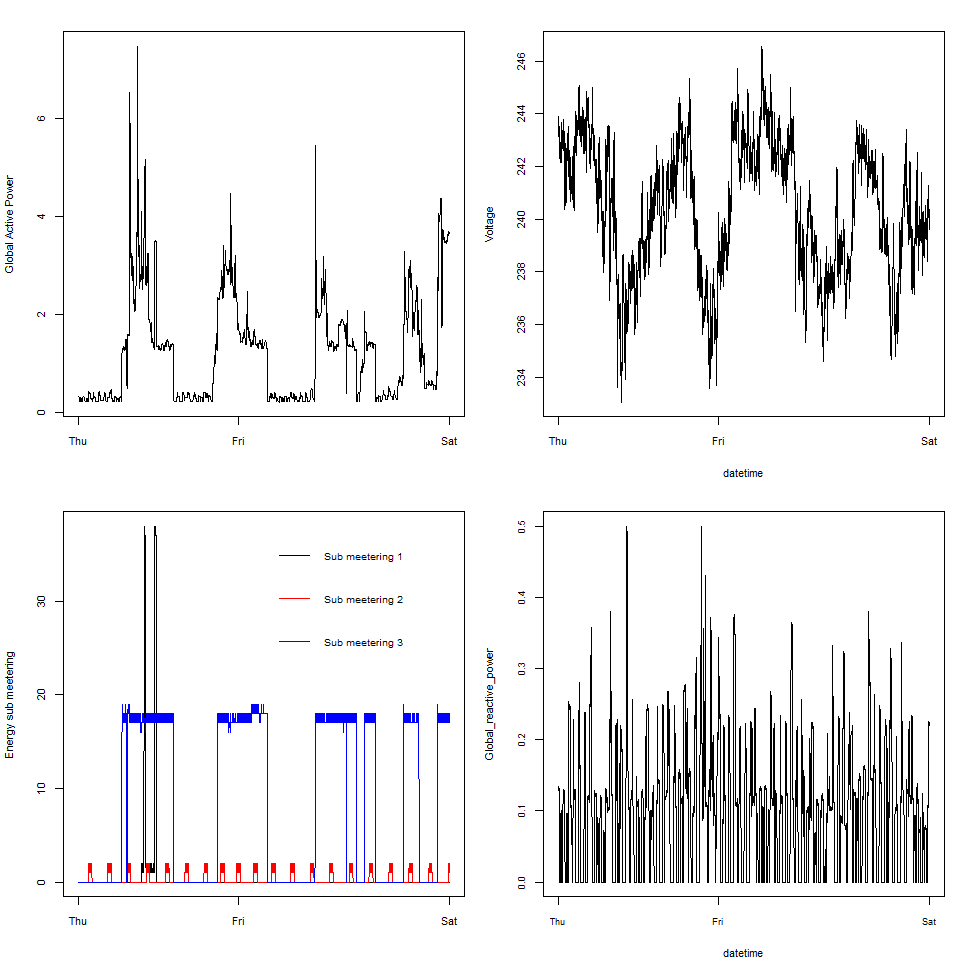 Global Active Power
6
4
2
0
Thu Fri Sat
Voltage
246
244
242
240
238
236
234
Thu Fri Sat
datetime
Energy sub meetering
30
20
10
0
Sub meetering 1
Sub meetering 2
Sub meetering 3
Thu Fri Sat
Global_reactive_power
0.5
0.4
0.3
0.2
0.1
0.0
Thu Fri Sat
datetime